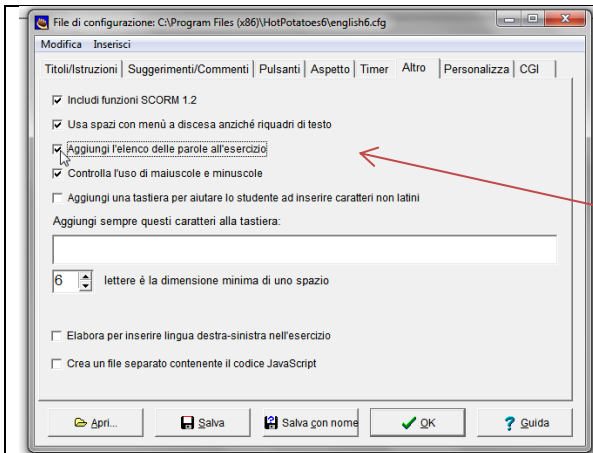 File di configurazione: C:\Program Files (x86)\HotPotatoes6\english6.cfg
Modifica Inserisci
Titoli/Istruzioni Suggerimenti/Commenti Pulsanti Aspetto Timer Altro Personalizza CGI
Includi funzioni SCORM 1.2
Usa spazi con menù a discesa anziché riquadri di testo
Aggiungi l'elenco delle parole all'esercizio
Controlla l'uso di maiuscole e minuscole
Aggiungi una tastiera per aiutare lo studente ad inserire caratteri non latini
Aggiungi sempre questi caratteri alla tastiera:
6 lettere è la dimensione minima di uno spazio
Elabora per inserire lingua destra-sinistra nell'esercizio
Crea un file separato contenente il codice JavaScript
Apri... Salva Salva con nome OK Guida